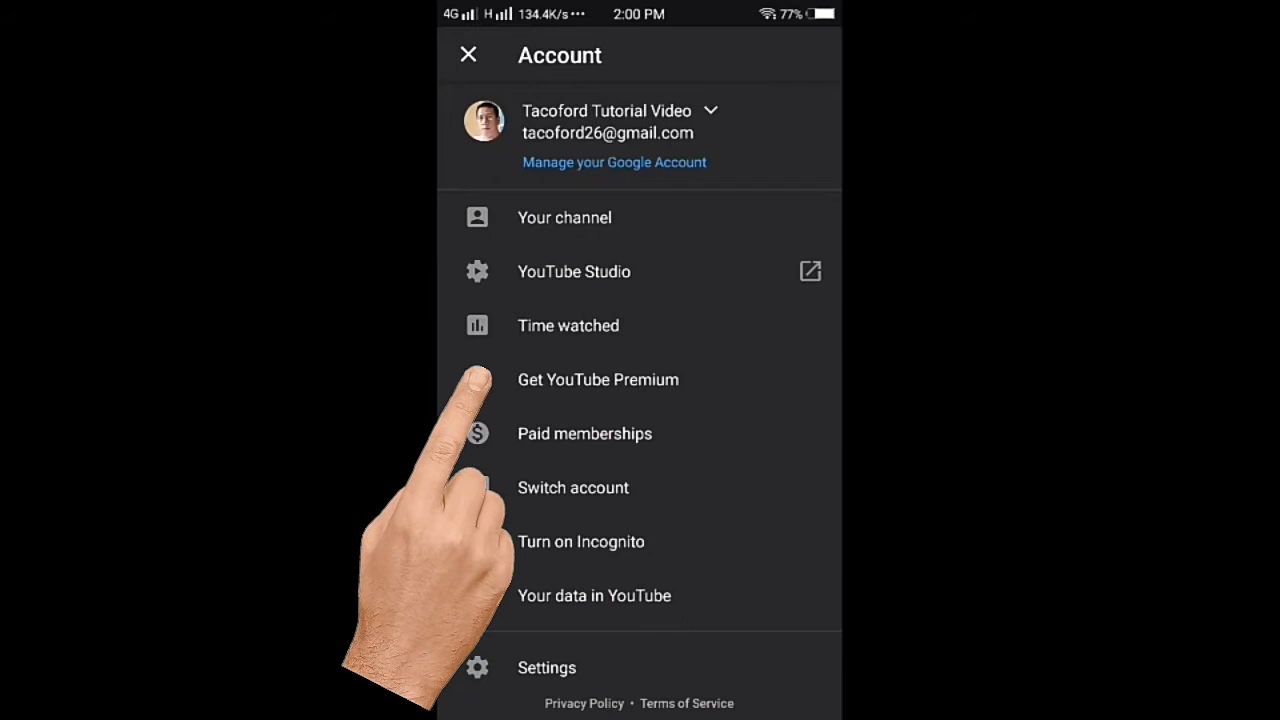 4G H 134.4K/s ••• 2:00 PM 77%
Account
Tacoford Tutorial Video
tacoford26@gmail.com
Manage your Google Account
Your channel
YouTube Studio
Time watched
Get YouTube Premium
$ Paid memberships
Switch account
Turn on Incognito
Your data in YouTube
Settings
Privacy Policy • Terms of Service